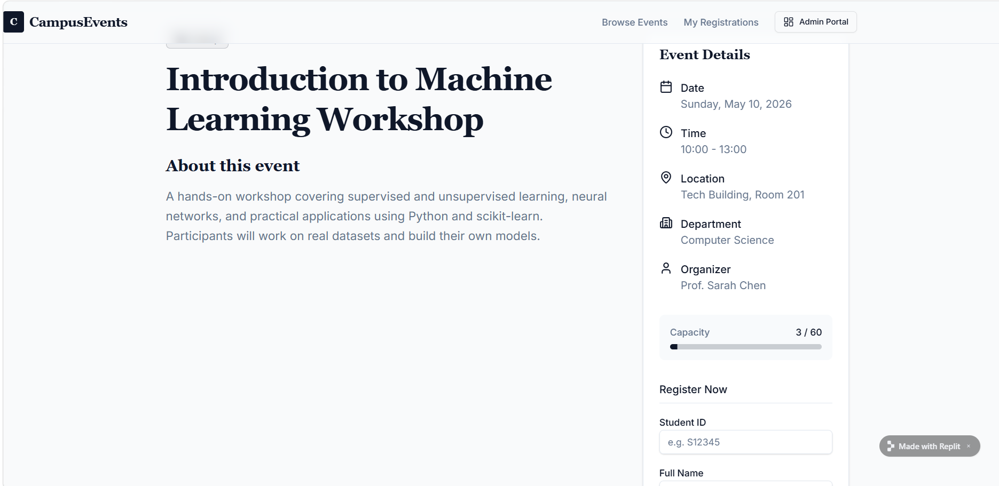 C CampusEvents
Browse Events
My Registrations
Admin Portal
Introduction to Machine
Learning Workshop
About this event
A hands-on workshop covering supervised and unsupervised learning, neural
networks, and practical applications using Python and scikit-learn.
Participants will work on real datasets and build their own models.
Event Details
Date
Sunday, May 10, 2026
Time
10:00 - 13:00
Location
Tech Building, Room 201
Department
Computer Science
Organizer
Prof. Sarah Chen
Capacity 3 / 60
Register Now
Student ID
e.g. S12345
Full Name
Made with Replit ×